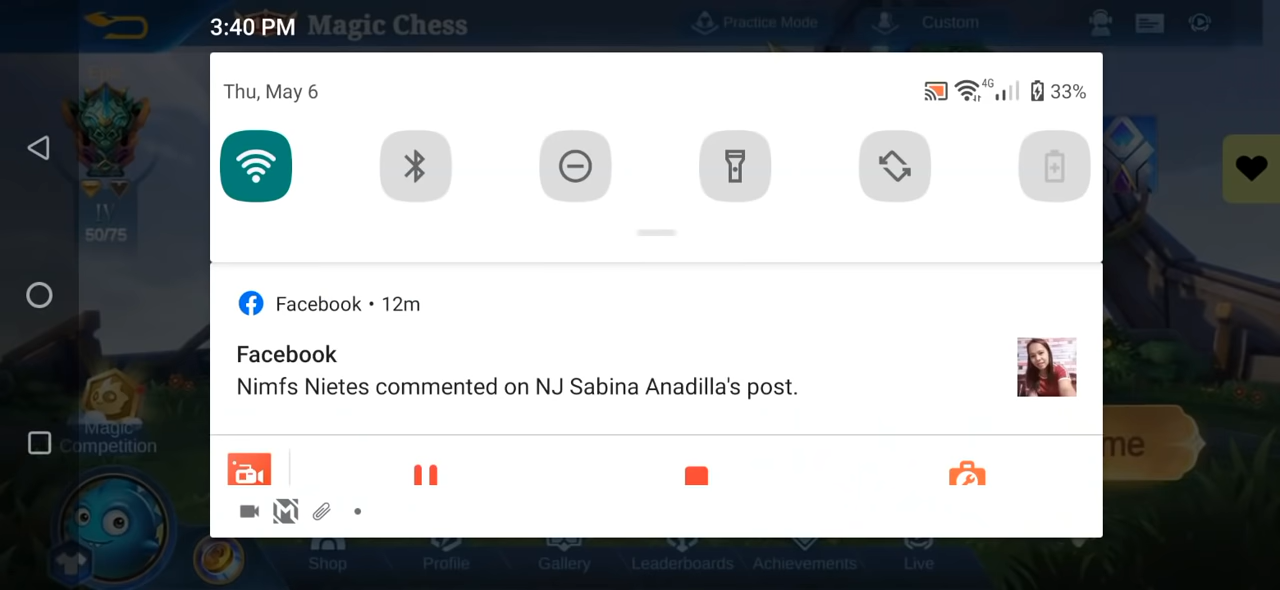 3:40 PM
Magic Chess
Practice Mode
Custom
Thu, May 6
4G
33%
IV
50/75
Facebook • 12m
Facebook
Nimfs Nietes commented on NJ Sabina Anadilla's post.
Magic
Competition
me
Shop
Profile
Gallery
Leaderboards
Achievements
Live